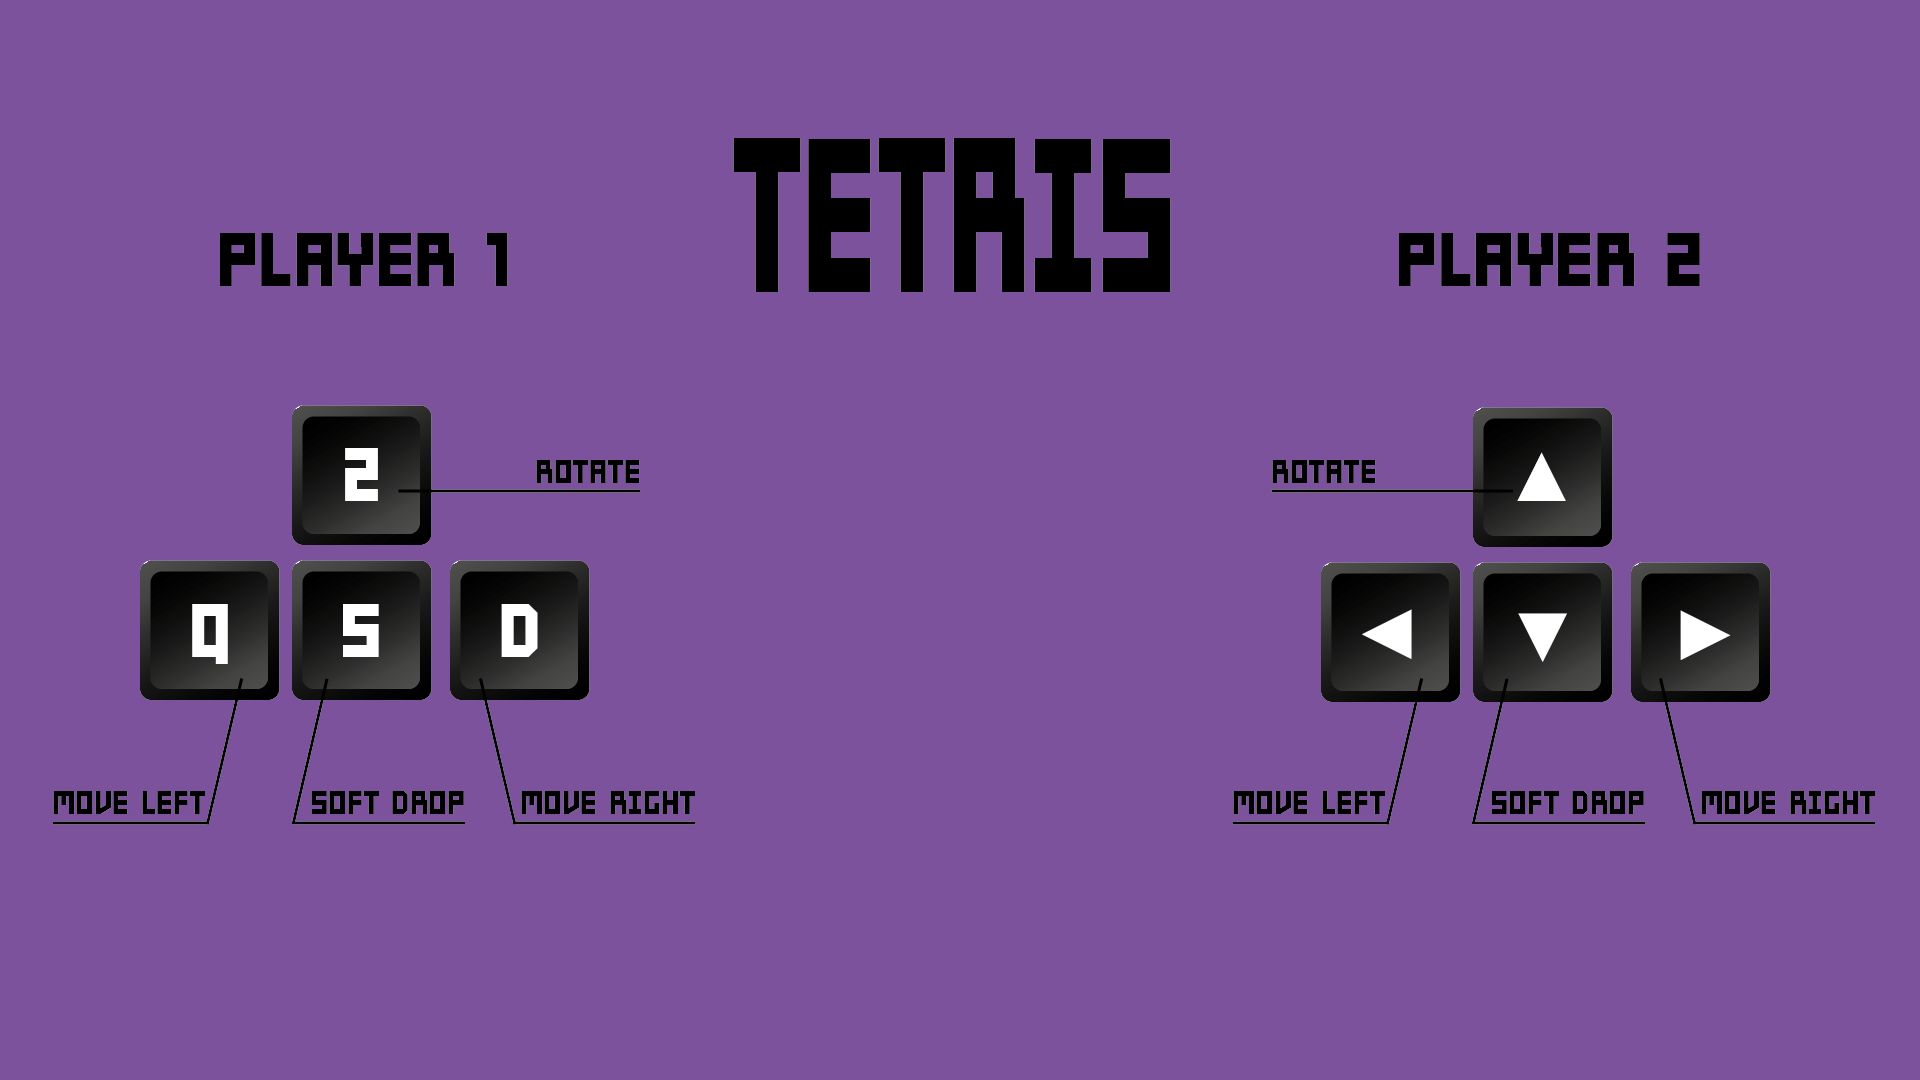 TETRIS
PLAYER 1
PLAYER 2
Z
ROTATE
ROTATE
▲
Q S D
◀ ▼ ▶
MOVE LEFT
SOFT DROP
MOVE RIGHT
MOVE LEFT
SOFT DROP
MOVE RIGHT